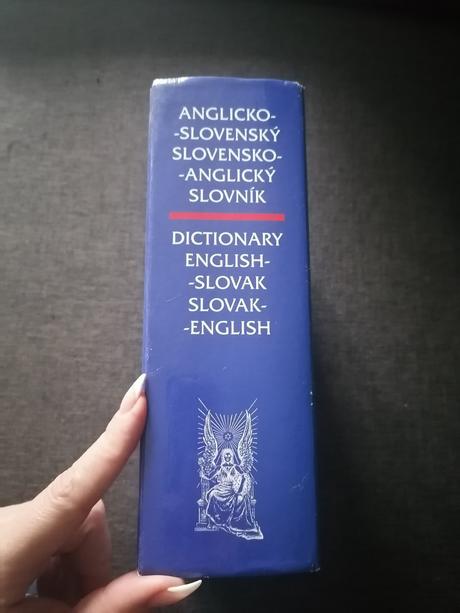 ANGLICKO-
-SLOVENSKÝ
SLOVENSKO-
-ANGLICKÝ
SLOVNÍK
DICTIONARY
ENGLISH-
-SLOVAK
SLOVAK-
-ENGLISH